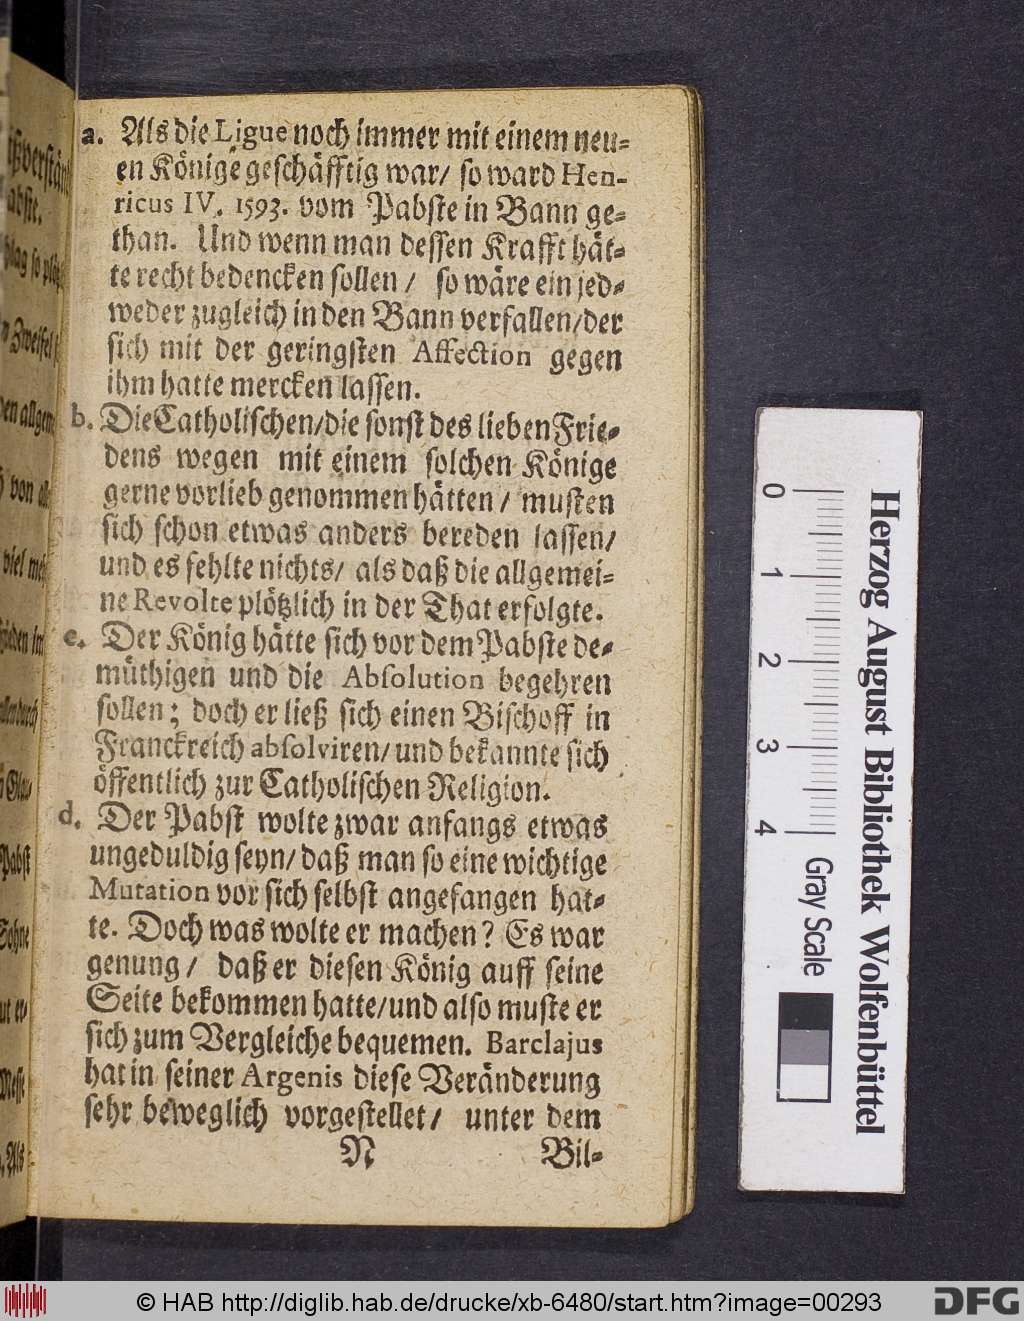 a. Als die Ligue noch immer mit einem neu-
en Könige geschäfftig war/ so ward Hen-
ricus IV. 1593. vom Pabste in Bann ge-
than. Und wenn man dessen Krafft hät-
te recht bedencken sollen / so wäre ein jed-
weder zugleich in den Bann verfallen/der
sich mit der geringsten Affection gegen
ihm hatte mercken lassen.
b. Die Catholischen/die sonst des lieben Frie-
dens wegen mit einem solchen Könige
gerne vorlieb genommen hätten / musten
sich schon etwas anders bereden lassen/
und es fehlte nichts/ als daß die allgemei-
ne Revolte plötzlich in der That erfolgte.
c. Der König hätte sich vor dem Pabste de-
müthigen und die Absolution begehren
sollen; doch er ließ sich einen Bischoff in
Franckreich absolviren/ und bekannte sich
öffentlich zur Catholischen Religion.
d. Der Pabst wolte zwar anfangs etwas
ungeduldig seyn/ daß man so eine wichtige
Mutation vor sich selbst angefangen hat-
te. Doch was wolte er machen? Es war
genung / daß er diesen König auff seine
Seite bekommen hatte/und also muste er
sich zum Vergleiche bequemen. Barclajus
hat in seiner Argenis diese Veränderung
sehr beweglich vorgestellet / unter dem
N Bil-
0 1 2 3 4
Gray Scale
Herzog August Bibliothek Wolfenbüttel
© HAB http://diglib.hab.de/drucke/xb-6480/start.htm?image=00293
DFG